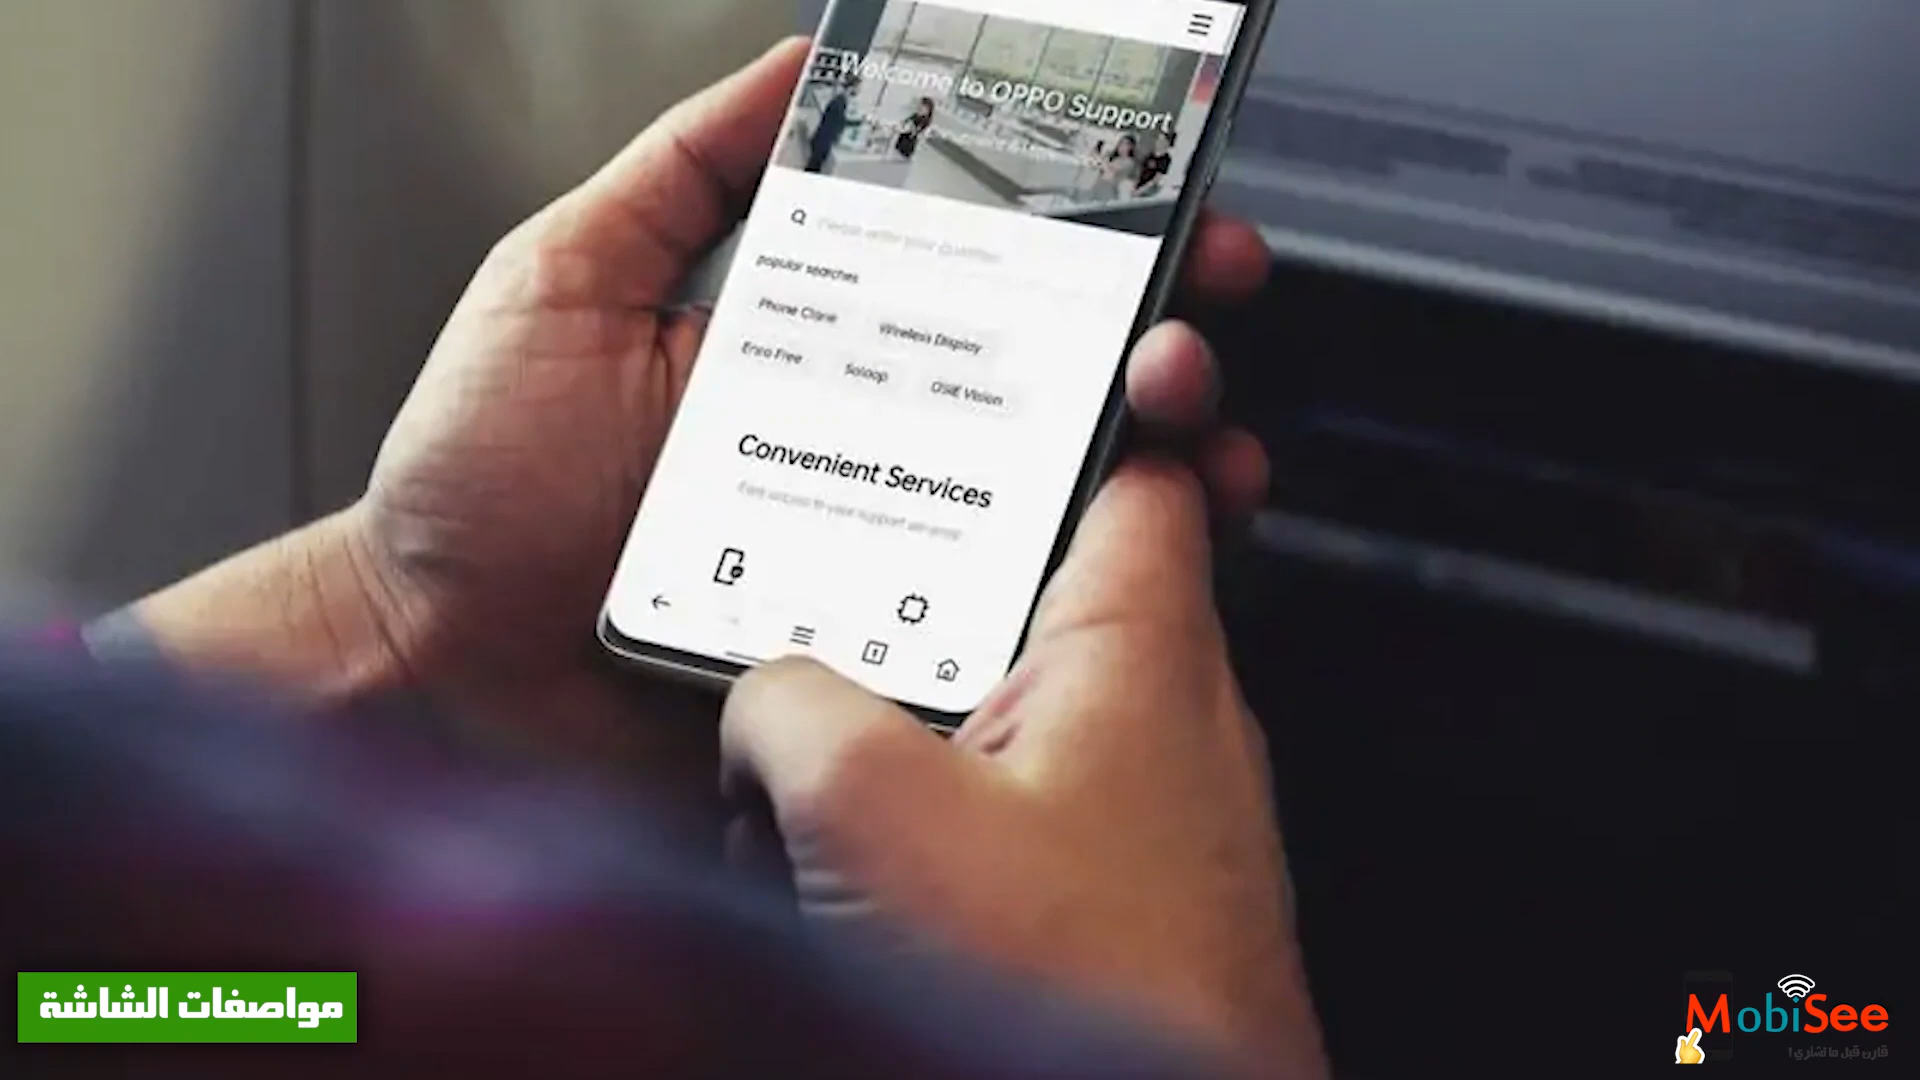 Welcome to OPPO Support
popular searches
Phone Clone
Wireless Display
Enco Free
Soloop
OSIE Vision
Convenient Services
مواصفات الشاشة
MobiSee
قارن قبل ما تشتري !